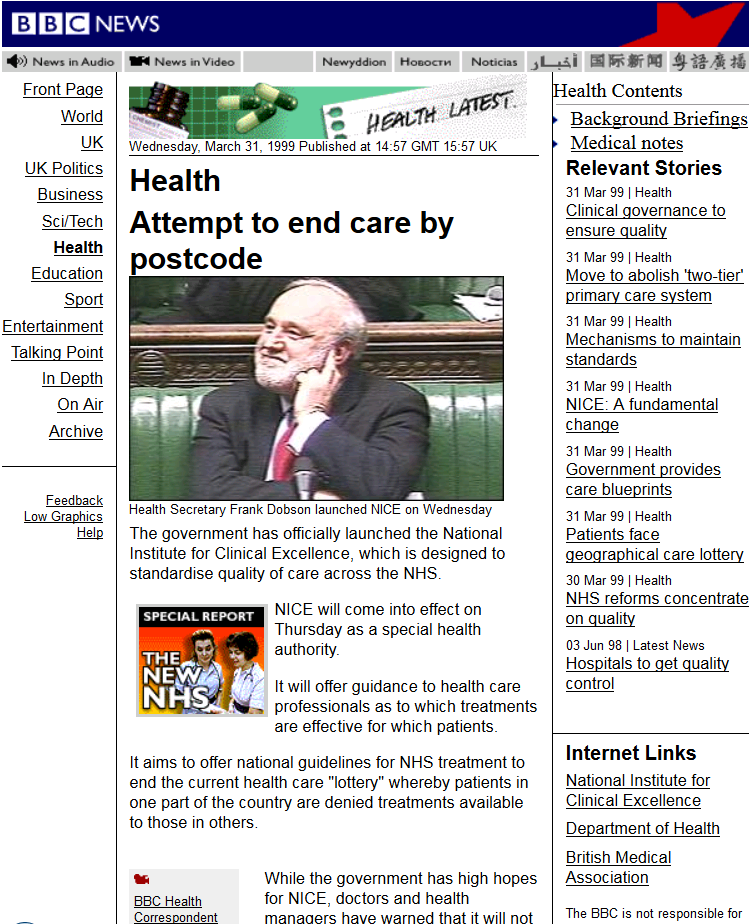 BBC NEWS
News in Audio
News in Video
Newyddion
Новости
Noticias
أخبار
国际新闻
粵語廣播
Front Page
World
UK
UK Politics
Business
Sci/Tech
Health
Education
Sport
Entertainment
Talking Point
In Depth
On Air
Archive
Feedback
Low Graphics
Help
HEALTH LATEST
Wednesday, March 31, 1999 Published at 14:57 GMT 15:57 UK
Health
Attempt to end care by
postcode
Health Secretary Frank Dobson launched NICE on Wednesday
The government has officially launched the National
Institute for Clinical Excellence, which is designed to
standardise quality of care across the NHS.
SPECIAL REPORT
THE
NEW
NHS
NICE will come into effect on
Thursday as a special health
authority.
It will offer guidance to health care
professionals as to which treatments
are effective for which patients.
It aims to offer national guidelines for NHS treatment to
end the current health care "lottery" whereby patients in
one part of the country are denied treatments available
to those in others.
BBC Health
Correspondent
While the government has high hopes
for NICE, doctors and health
managers have warned that it will not
Health Contents
Background Briefings
Medical notes
Relevant Stories
31 Mar 99 | Health
Clinical governance to
ensure quality
31 Mar 99 | Health
Move to abolish 'two-tier'
primary care system
31 Mar 99 | Health
Mechanisms to maintain
standards
31 Mar 99 | Health
NICE: A fundamental
change
31 Mar 99 | Health
Government provides
care blueprints
31 Mar 99 | Health
Patients face
geographical care lottery
30 Mar 99 | Health
NHS reforms concentrate
on quality
03 Jun 98 | Latest News
Hospitals to get quality
control
Internet Links
National Institute for
Clinical Excellence
Department of Health
British Medical
Association
The BBC is not responsible for